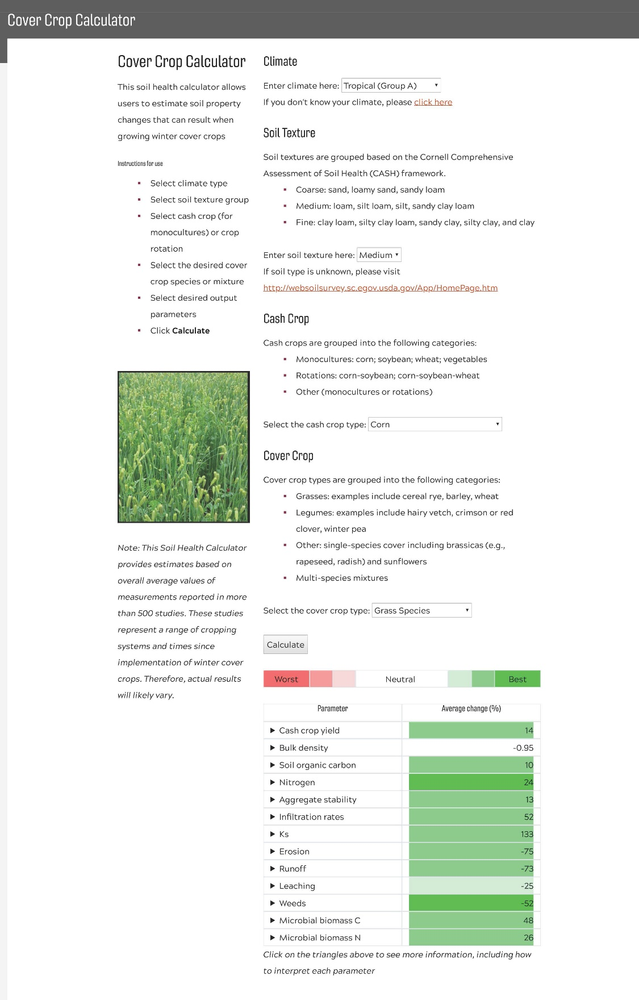 Cover Crop Calculator
Cover Crop Calculator
This soil health calculator allows
users to estimate soil property
changes that can result when
growing winter cover crops
Instructions for use
▪ Select climate type
▪ Select soil texture group
▪ Select cash crop (for
monocultures) or crop
rotation
▪ Select the desired cover
crop species or mixture
▪ Select desired output
parameters
▪ Click Calculate
Note: This Soil Health Calculator
provides estimates based on
overall average values of
measurements reported in more
than 500 studies. These studies
represent a range of cropping
systems and times since
implementation of winter cover
crops. Therefore, actual results
will likely vary.
Climate
Enter climate here: Tropical (Group A)
If you don't know your climate, please click here
Soil Texture
Soil textures are grouped based on the Cornell Comprehensive
Assessment of Soil Health (CASH) framework.
▪ Coarse: sand, loamy sand, sandy loam
▪ Medium: loam, silt loam, silt, sandy clay loam
▪ Fine: clay loam, silty clay loam, sandy clay, silty clay, and clay
Enter soil texture here: Medium
If soil type is unknown, please visit
http://websoilsurvey.sc.egov.usda.gov/App/HomePage.htm
Cash Crop
Cash crops are grouped into the following categories:
▪ Monocultures: corn; soybean; wheat; vegetables
▪ Rotations: corn-soybean; corn-soybean-wheat
▪ Other (monocultures or rotations)
Select the cash crop type: Corn
Cover Crop
Cover crop types are grouped into the following categories:
▪ Grasses: examples include cereal rye, barley, wheat
▪ Legumes: examples include hairy vetch, crimson or red
clover, winter pea
▪ Other: single-species cover including brassicas (e.g.,
rapeseed, radish) and sunflowers
▪ Multi-species mixtures
Select the cover crop type: Grass Species
Calculate
Worst Neutral Best
Parameter Average change (%)
▶ Cash crop yield 14
▶ Bulk density -0.95
▶ Soil organic carbon 10
▶ Nitrogen 24
▶ Aggregate stability 13
▶ Infiltration rates 52
▶ Ks 133
▶ Erosion -75
▶ Runoff -73
▶ Leaching -25
▶ Weeds -52
▶ Microbial biomass C 48
▶ Microbial biomass N 26
Click on the triangles above to see more information, including how
to interpret each parameter